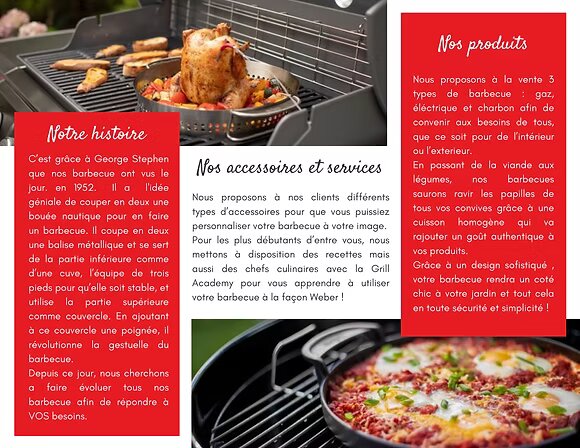 Notre histoire
C'est grâce à George Stephen
que nos barbecue ont vus le
jour. en 1952. Il a l'idée
géniale de couper en deux une
bouée nautique pour en faire
un barbecue. Il coupe en deux
une balise métallique et se sert
de la partie inférieure comme
d'une cuve, l'équipe de trois
pieds pour qu'elle soit stable, et
utilise la partie supérieure
comme couvercle. En ajoutant
à ce couvercle une poignée, il
révolutionne la gestuelle du
barbecue.
Depuis ce jour, nous cherchons
a faire évoluer tous nos
barbecue afin de répondre à
VOS besoins.
Nos accessoires et services
Nous proposons à nos clients différents
types d'accessoires pour que vous puissiez
personnaliser votre barbecue à votre image.
Pour les plus débutants d'entre vous, nous
mettons à disposition des recettes mais
aussi des chefs culinaires avec la Grill
Academy pour vous apprendre à utiliser
votre barbecue à la façon Weber !
Nos produits
Nous proposons à la vente 3
types de barbecue : gaz,
éléctrique et charbon afin de
convenir aux besoins de tous,
que ce soit pour de l'intérieur
ou l'exterieur.
En passant de la viande aux
légumes, nos barbecues
saurons ravir les papilles de
tous vos convives grâce à une
cuisson homogène qui va
rajouter un goût authentique à
vos produits.
Grâce à un design sofistiqué ,
votre barbecue rendra un coté
chic à votre jardin et tout cela
en toute sécurité et simplicité !